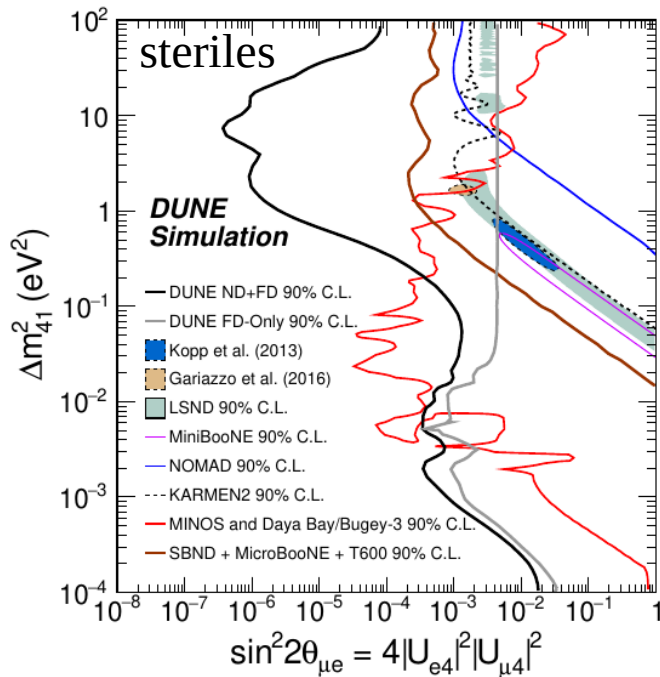 steriles
DUNE
Simulation
DUNE ND+FD 90% C.L.
DUNE FD-Only 90% C.L.
Kopp et al. (2013)
Gariazzo et al. (2016)
LSND 90% C.L.
MiniBooNE 90% C.L.
NOMAD 90% C.L.
KARMEN2 90% C.L.
MINOS and Daya Bay/Bugey-3 90% C.L.
SBND + MicroBooNE + T600 90% C.L.
Δm²₄₁ (eV²)
10²
10
1
10⁻¹
10⁻²
10⁻³
10⁻⁴
10⁻⁸ 10⁻⁷ 10⁻⁶ 10⁻⁵ 10⁻⁴ 10⁻³ 10⁻² 10⁻¹ 1
sin²2θ_μe = 4|U_e4|²|U_μ4|²